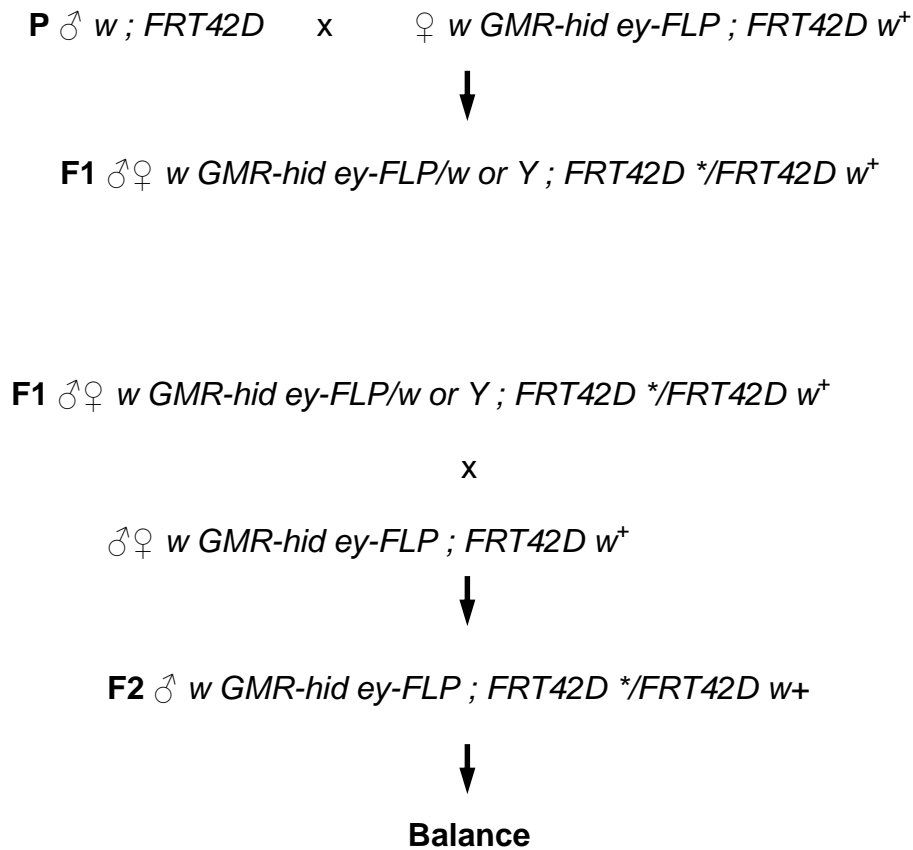 P ♂ w ; FRT42D x ♀ w GMR-hid ey-FLP ; FRT42D w⁺
F1 ♂♀ w GMR-hid ey-FLP/w or Y ; FRT42D */FRT42D w⁺
F1 ♂♀ w GMR-hid ey-FLP/w or Y ; FRT42D */FRT42D w⁺
x
♂♀ w GMR-hid ey-FLP ; FRT42D w⁺
F2 ♂ w GMR-hid ey-FLP ; FRT42D */FRT42D w+
Balance